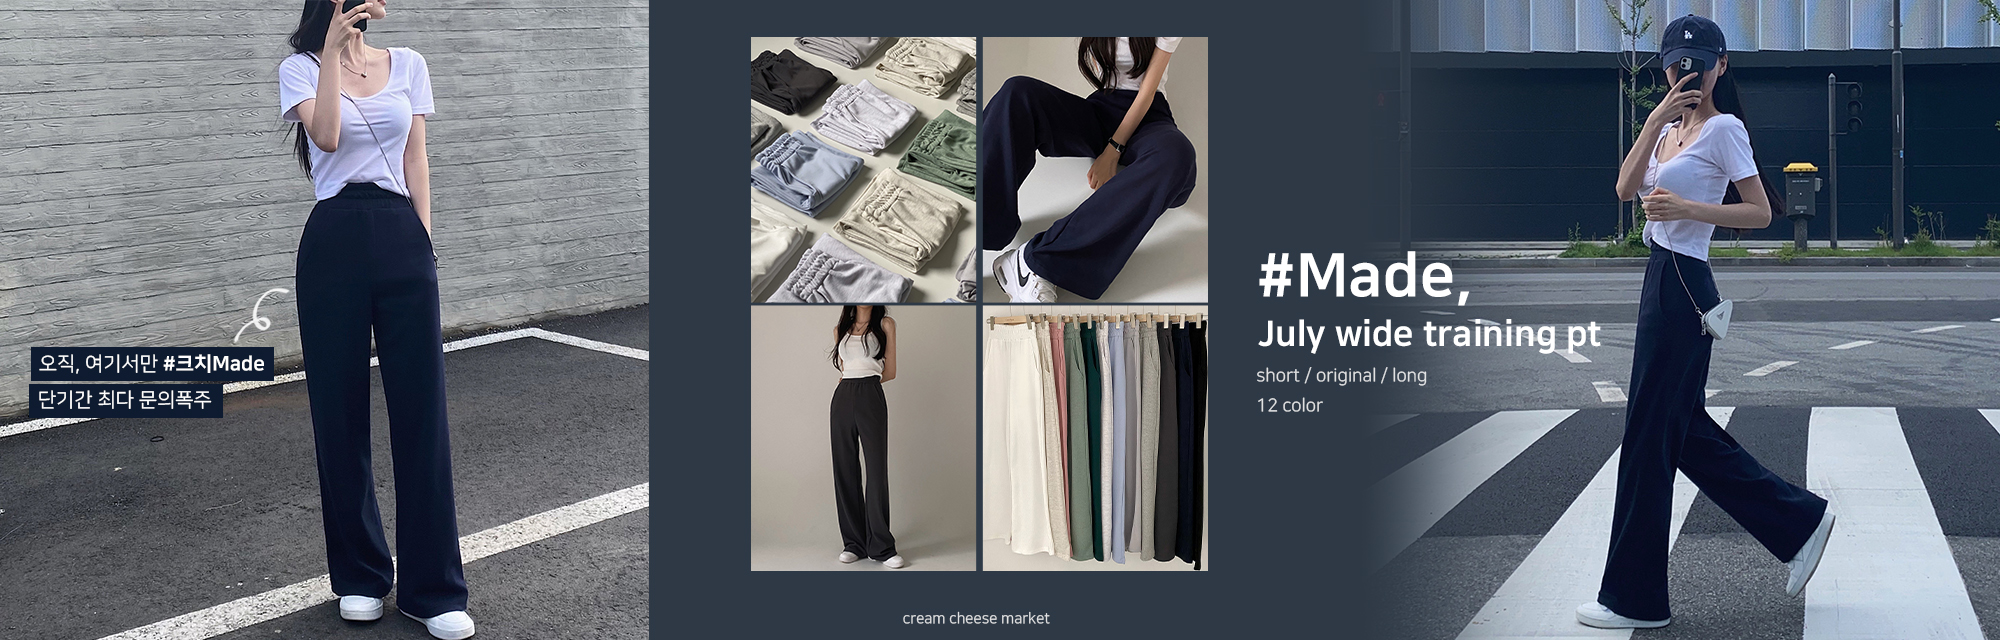 오직, 여기서만 #크치Made
단기간 최다 문의폭주
#Made,
July wide training pt
short / original / long
12 color
cream cheese market
LA